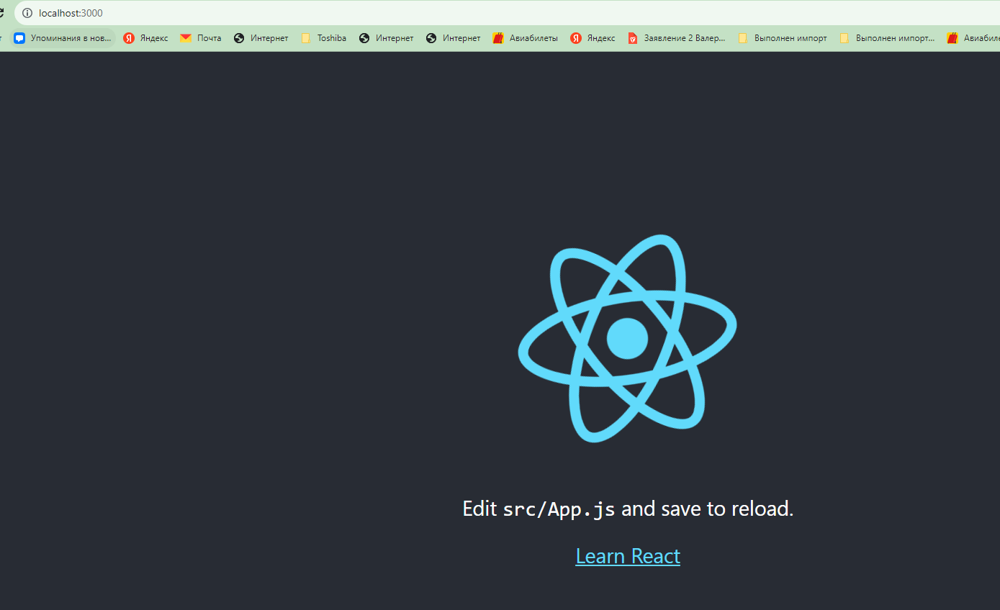 localhost:3000
Упоминания в нов... Яндекс Почта Интернет Toshiba Интернет Интернет Авиабилеты Яндекс Заявление 2 Валер... Выполнен импорт Выполнен импорт...
Edit src/App.js and save to reload.
Learn React